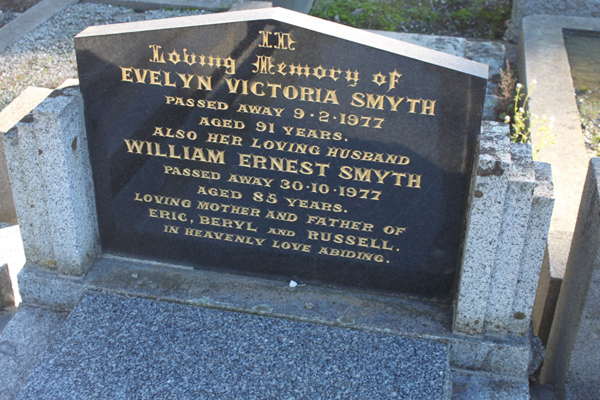 In
Loving Memory of
EVELYN VICTORIA SMYTH
PASSED AWAY 9-2-1977
AGED 91 YEARS.
ALSO HER LOVING HUSBAND
WILLIAM ERNEST SMYTH
PASSED AWAY 30-10-1977
AGED 85 YEARS.
LOVING MOTHER AND FATHER OF
ERIC, BERYL AND RUSSELL.
IN HEAVENLY LOVE ABIDING.